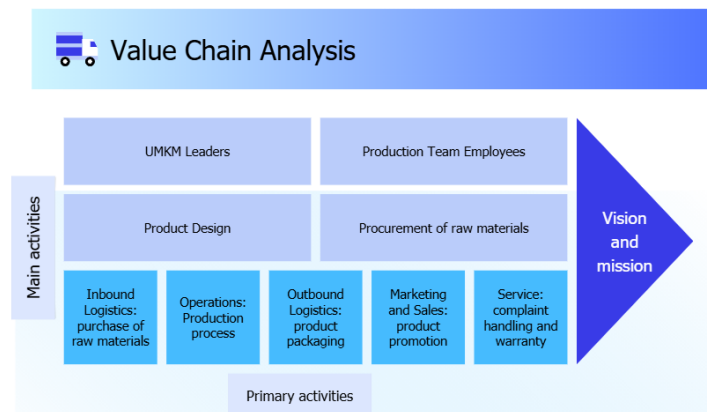 Value Chain Analysis
UMKM Leaders
Production Team Employees
Main activities
Product Design
Procurement of raw materials
Vision
and
mission
Inbound
Logistics:
purchase of
raw materials
Operations:
Production
process
Outbound
Logistics:
product
packaging
Marketing
and Sales:
product
promotion
Service:
complaint
handling and
warranty
Primary activities